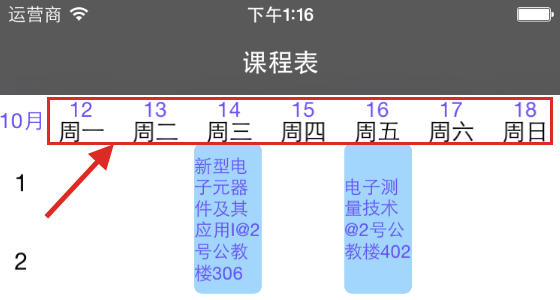 运营商 下午1:16
课程表
10月 12 13 14 15 16 17 18
周一 周二 周三 周四 周五 周六 周日
1
2
新型电
子元器
件及其
应用I@2
号公教
楼306
电子测
量技术
@2号公
教楼402